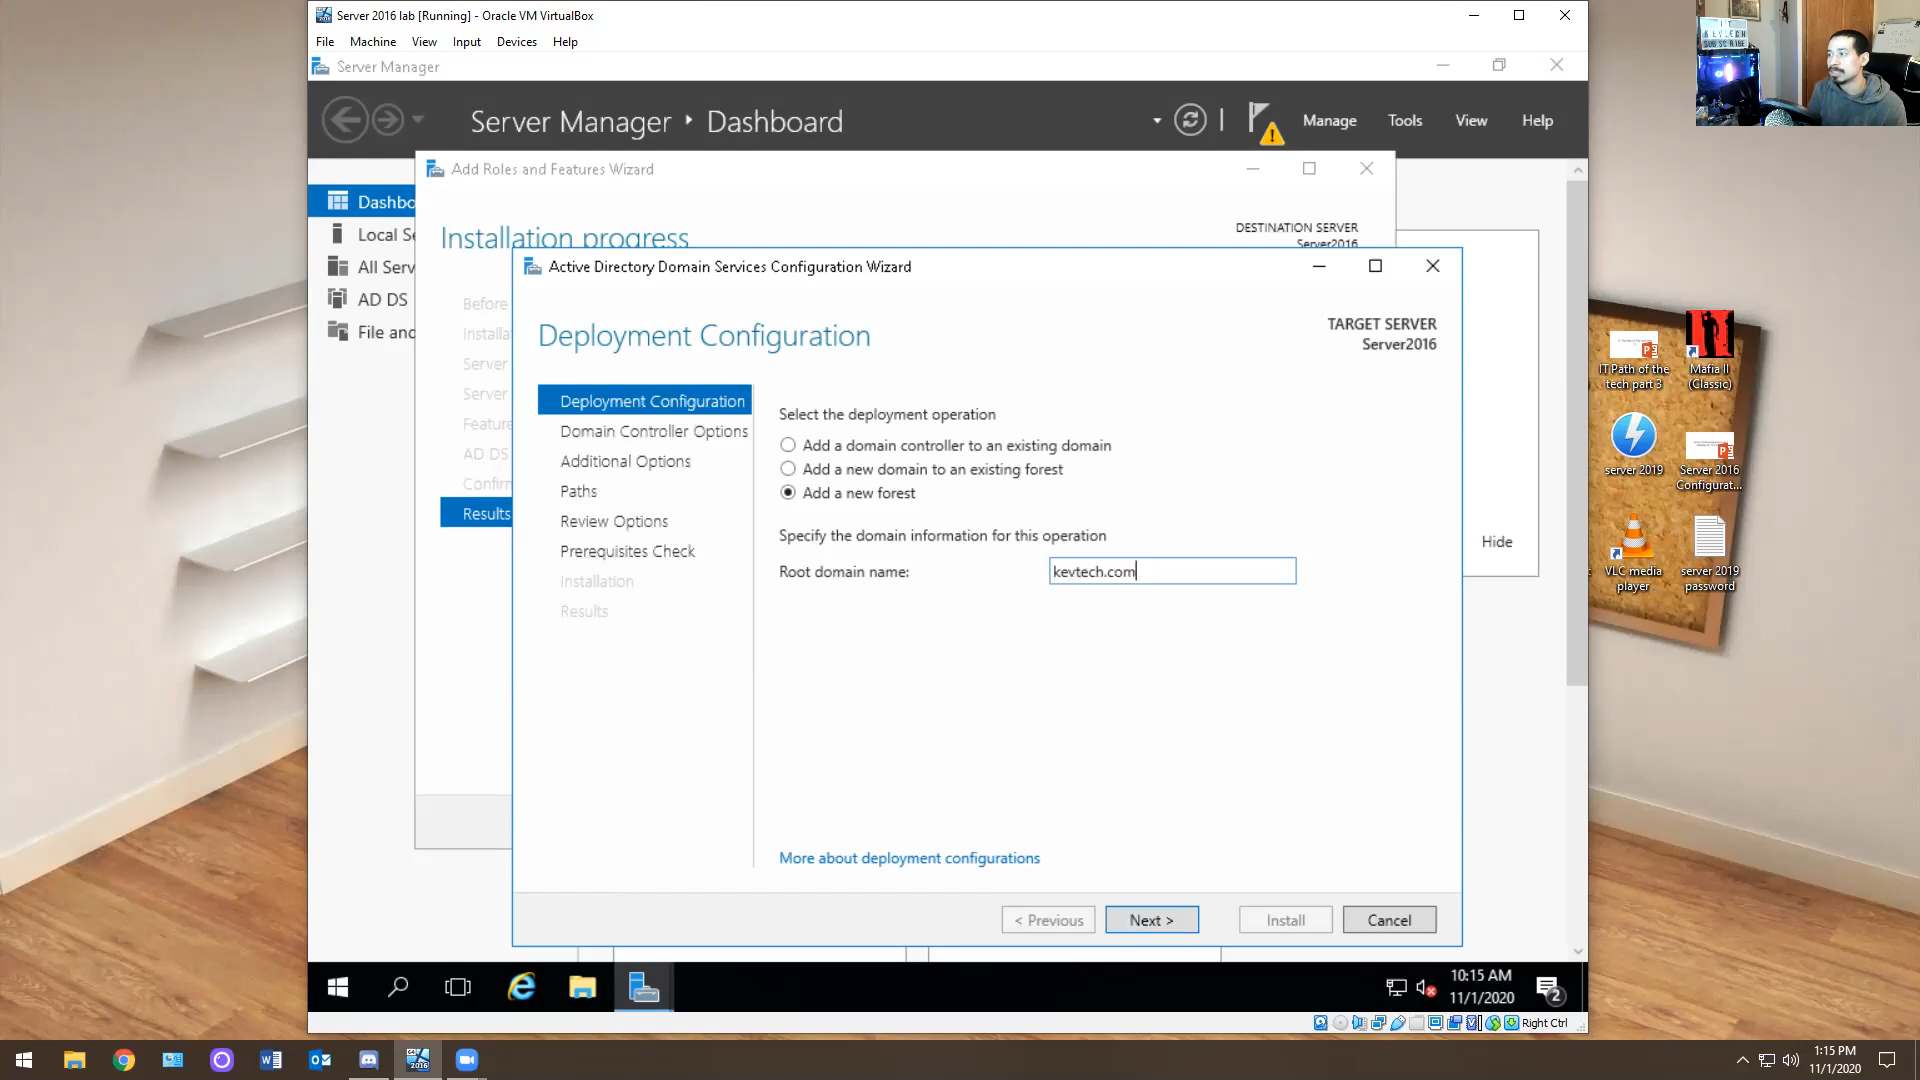 Server 2016 lab [Running] - Oracle VM VirtualBox
File Machine View Input Devices Help
Server Manager
Server Manager Dashboard
Manage Tools View Help
Dashbo
Local Se
All Serv
AD DS
File and
Add Roles and Features Wizard
Installation progress
DESTINATION SERVER
Server2016
Before
Installa
Server
Server
Feature
AD DS
Confir
Results
Active Directory Domain Services Configuration Wizard
Deployment Configuration
TARGET SERVER
Server2016
Deployment Configuration
Domain Controller Options
Additional Options
Paths
Review Options
Prerequisites Check
Installation
Results
Select the deployment operation
Add a domain controller to an existing domain
Add a new domain to an existing forest
Add a new forest
Specify the domain information for this operation
Root domain name: kevtech.com
More about deployment configurations
< Previous Next > Install Cancel
Hide
10:15 AM
11/1/2020
2
Right Ctrl
IT Path of the tech part 3
Mafia II (Classic)
server 2019
Server 2016 Configurat...
VLC media player
server 2019 password
KEVTECH
SUBSCRIBE
2016
1:15 PM
11/1/2020